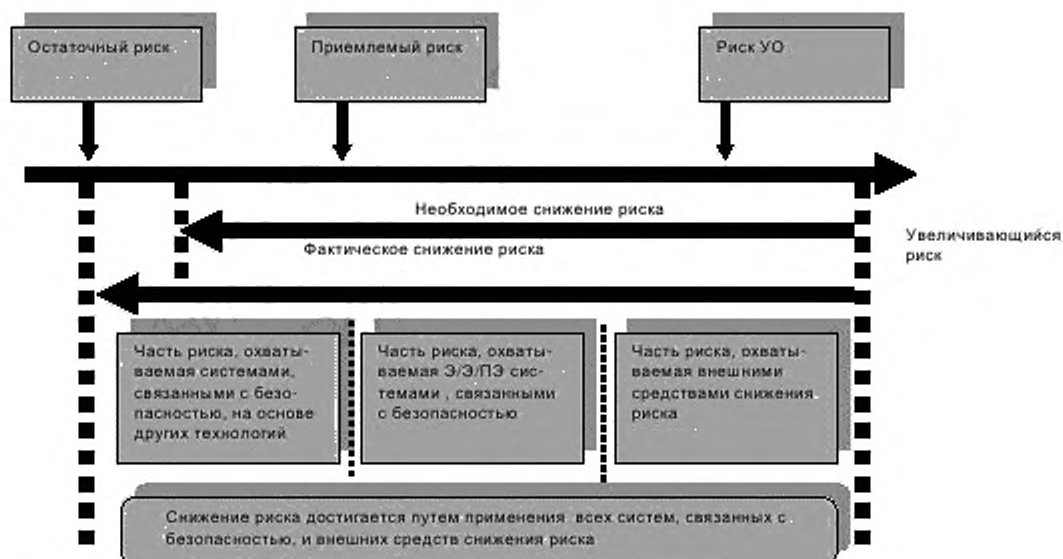 Остаточный риск
Приемлемый риск
Риск УО
Необходимое снижение риска
Фактическое снижение риска
Увеличивающийся
риск
Часть риска, охваты-
ваемая системами,
связанными с безо-
пасностью, на основе
других технологий
Часть риска, охваты-
ваемая Э/Э/ПЭ сис-
темами , связанными
с безопасностью
Часть риска, охваты-
ваемая внешними
средствами снижения
риска
Снижение риска достигается путем применения всех систем, связанных с
безопасностью, и внешних средств снижения риска